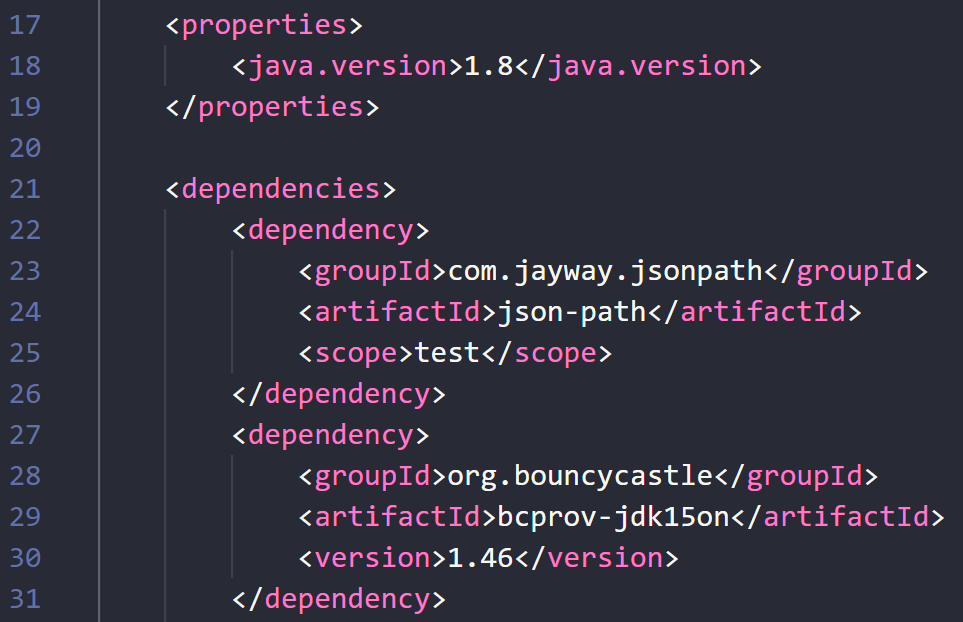 17 <properties>
18 <java.version>1.8</java.version>
19 </properties>
20
21 <dependencies>
22 <dependency>
23 <groupId>com.jayway.jsonpath</groupId>
24 <artifactId>json-path</artifactId>
25 <scope>test</scope>
26 </dependency>
27 <dependency>
28 <groupId>org.bouncycastle</groupId>
29 <artifactId>bcprov-jdk15on</artifactId>
30 <version>1.46</version>
31 </dependency>